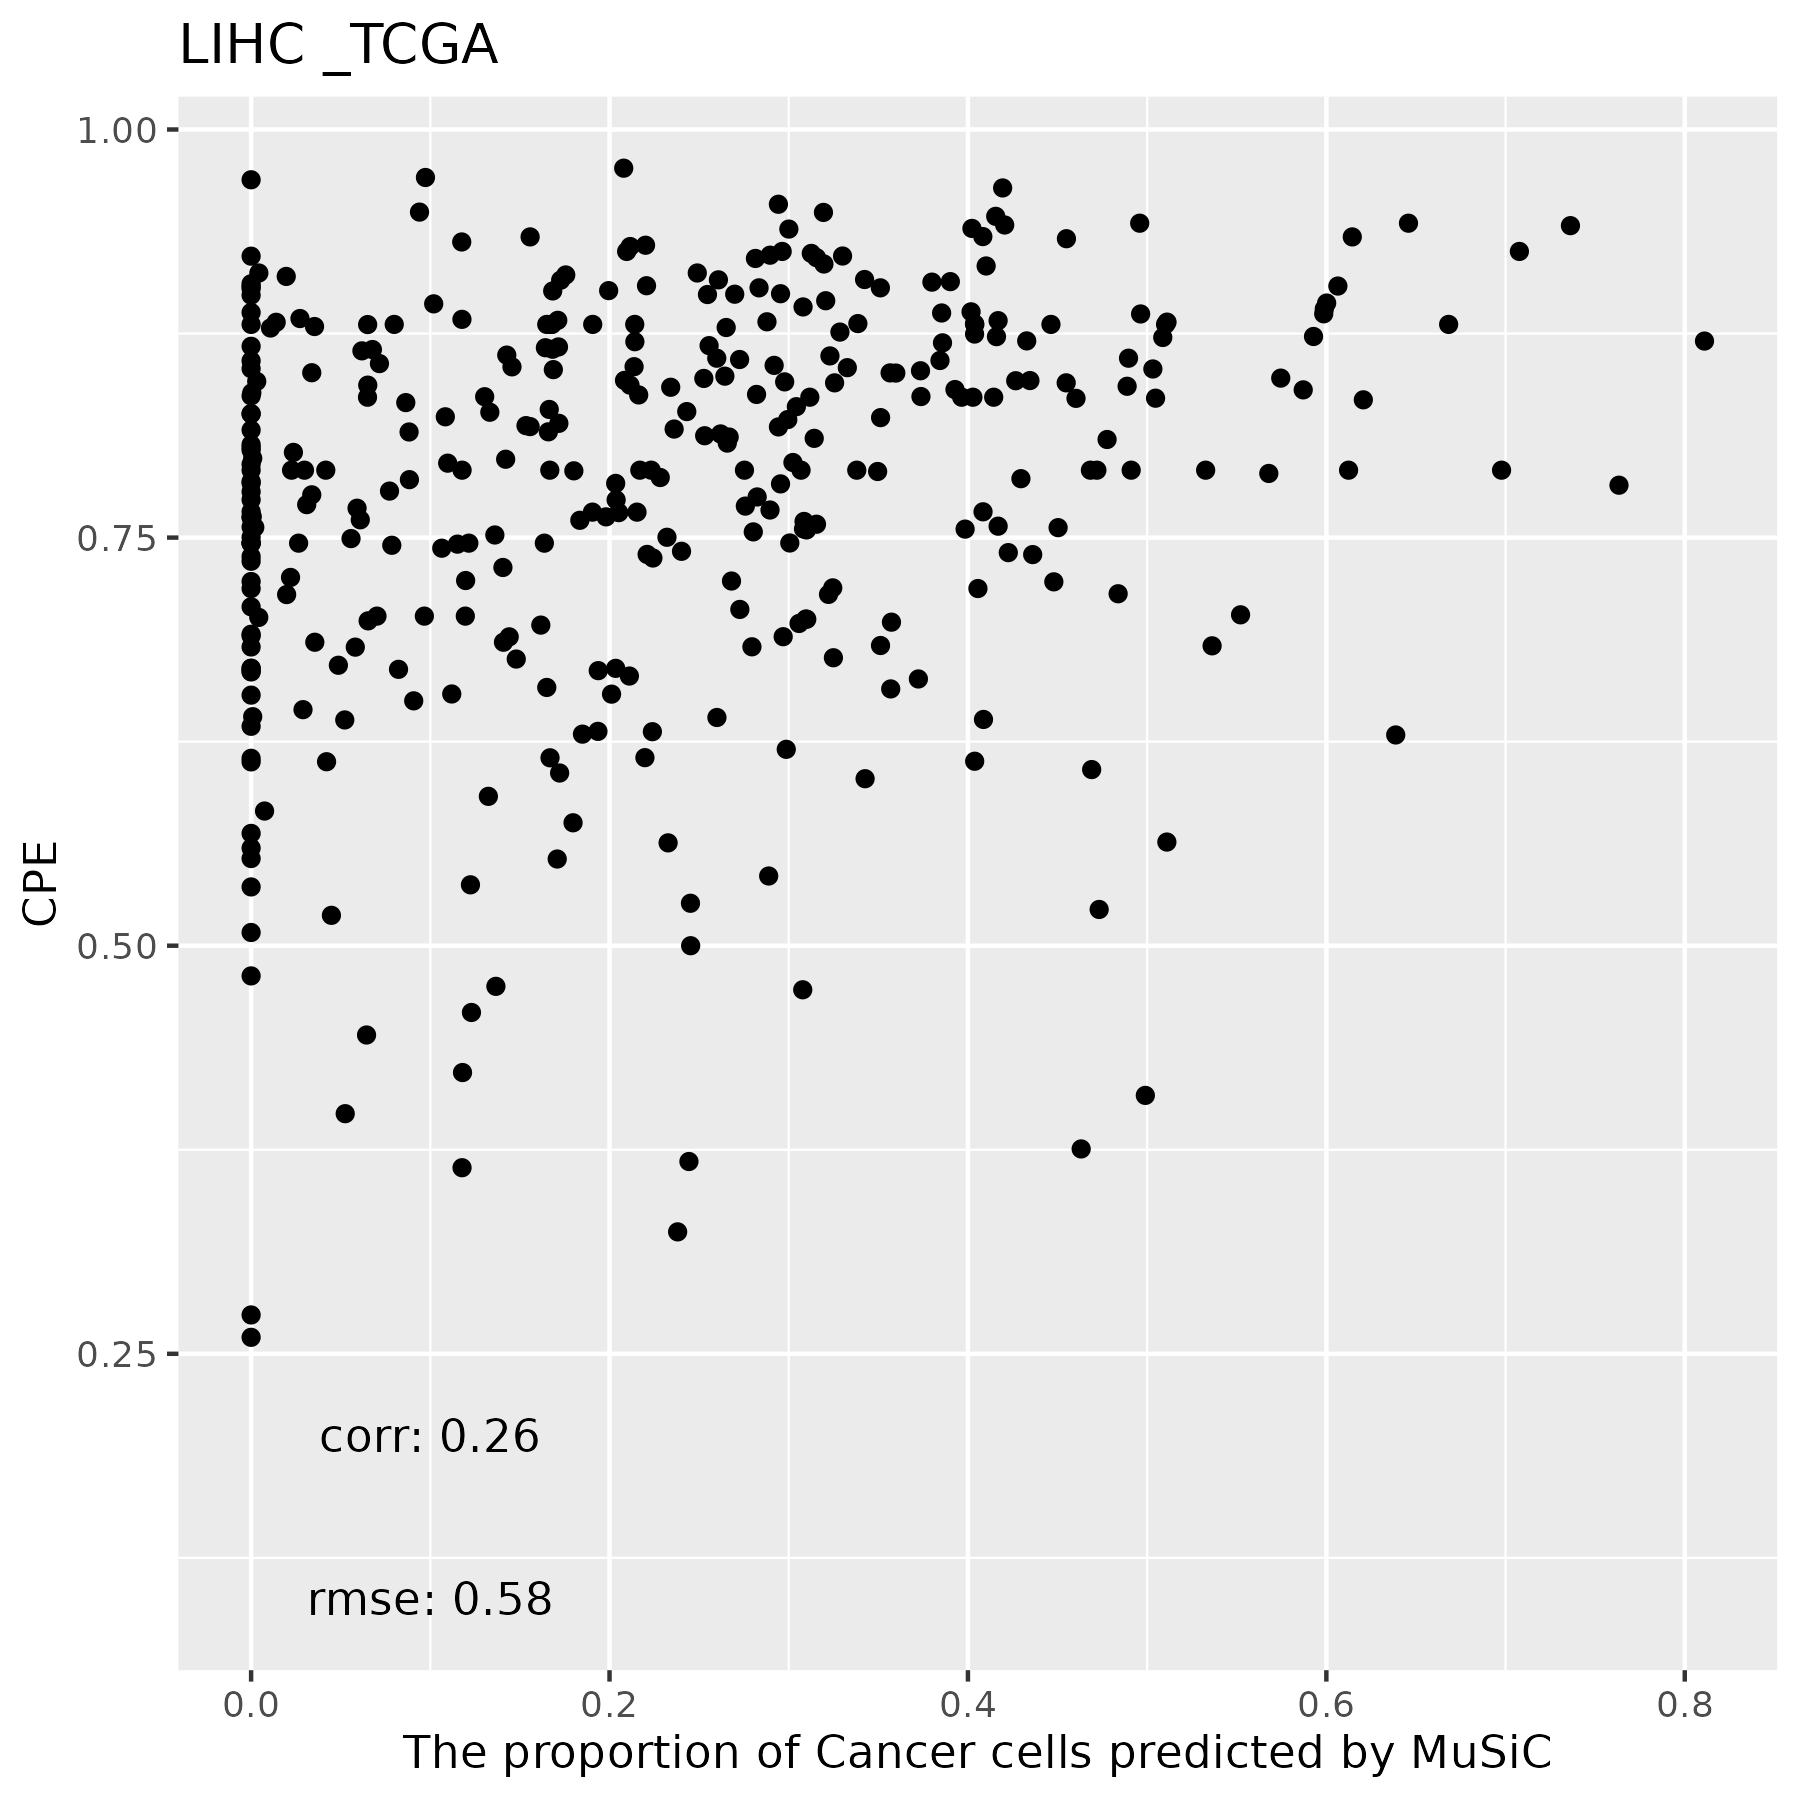 LIHC _TCGA
1.00
0.75
0.50
0.25
CPE
corr: 0.26
rmse: 0.58
0.0 0.2 0.4 0.6 0.8
The proportion of Cancer cells predicted by MuSiC